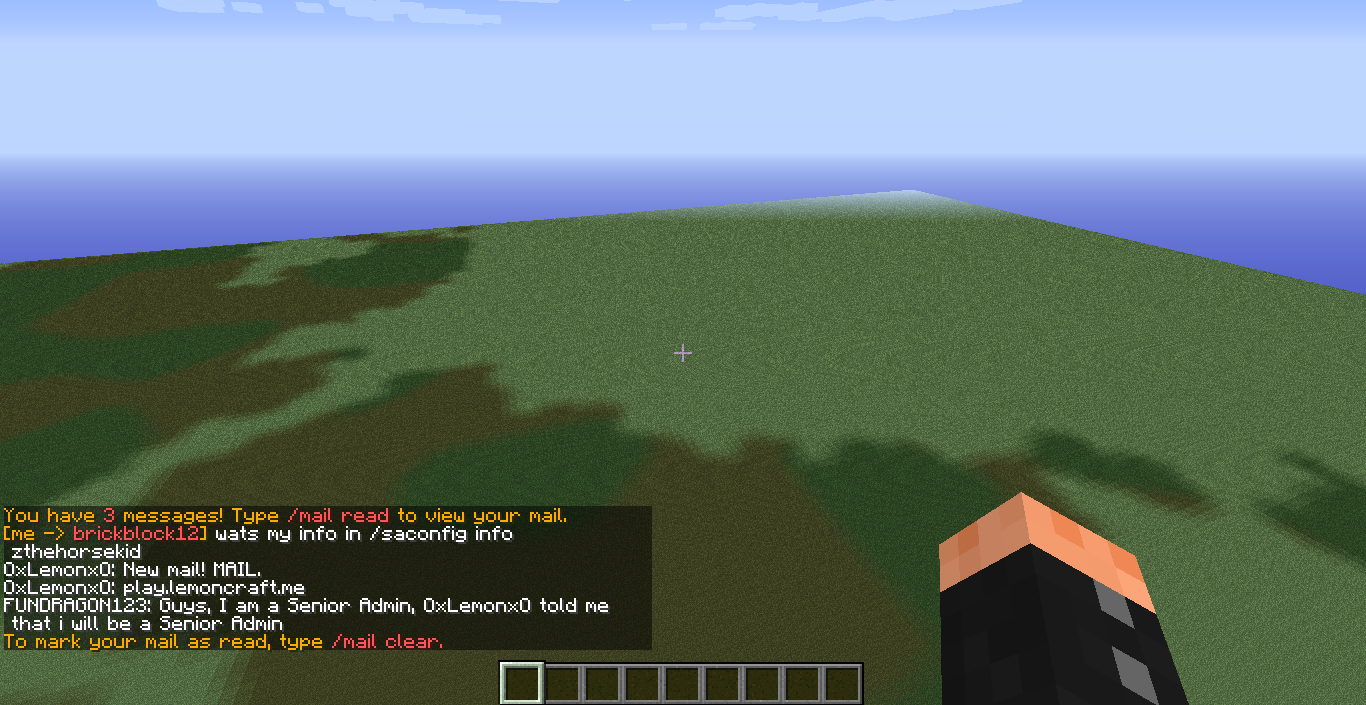 You have 3 messages! Type /mail read to view your mail.
[me -> brickblock12] wats my info in /saconfig info
zthehorsekid
0xLemonx0: New mail! MAIL.
0xLemonx0: play.lemoncraft.me
FUNDRAGON123: Guys, I am a Senior Admin, 0xLemonx0 told me
that i will be a Senior Admin
To mark your mail as read, type /mail clear.